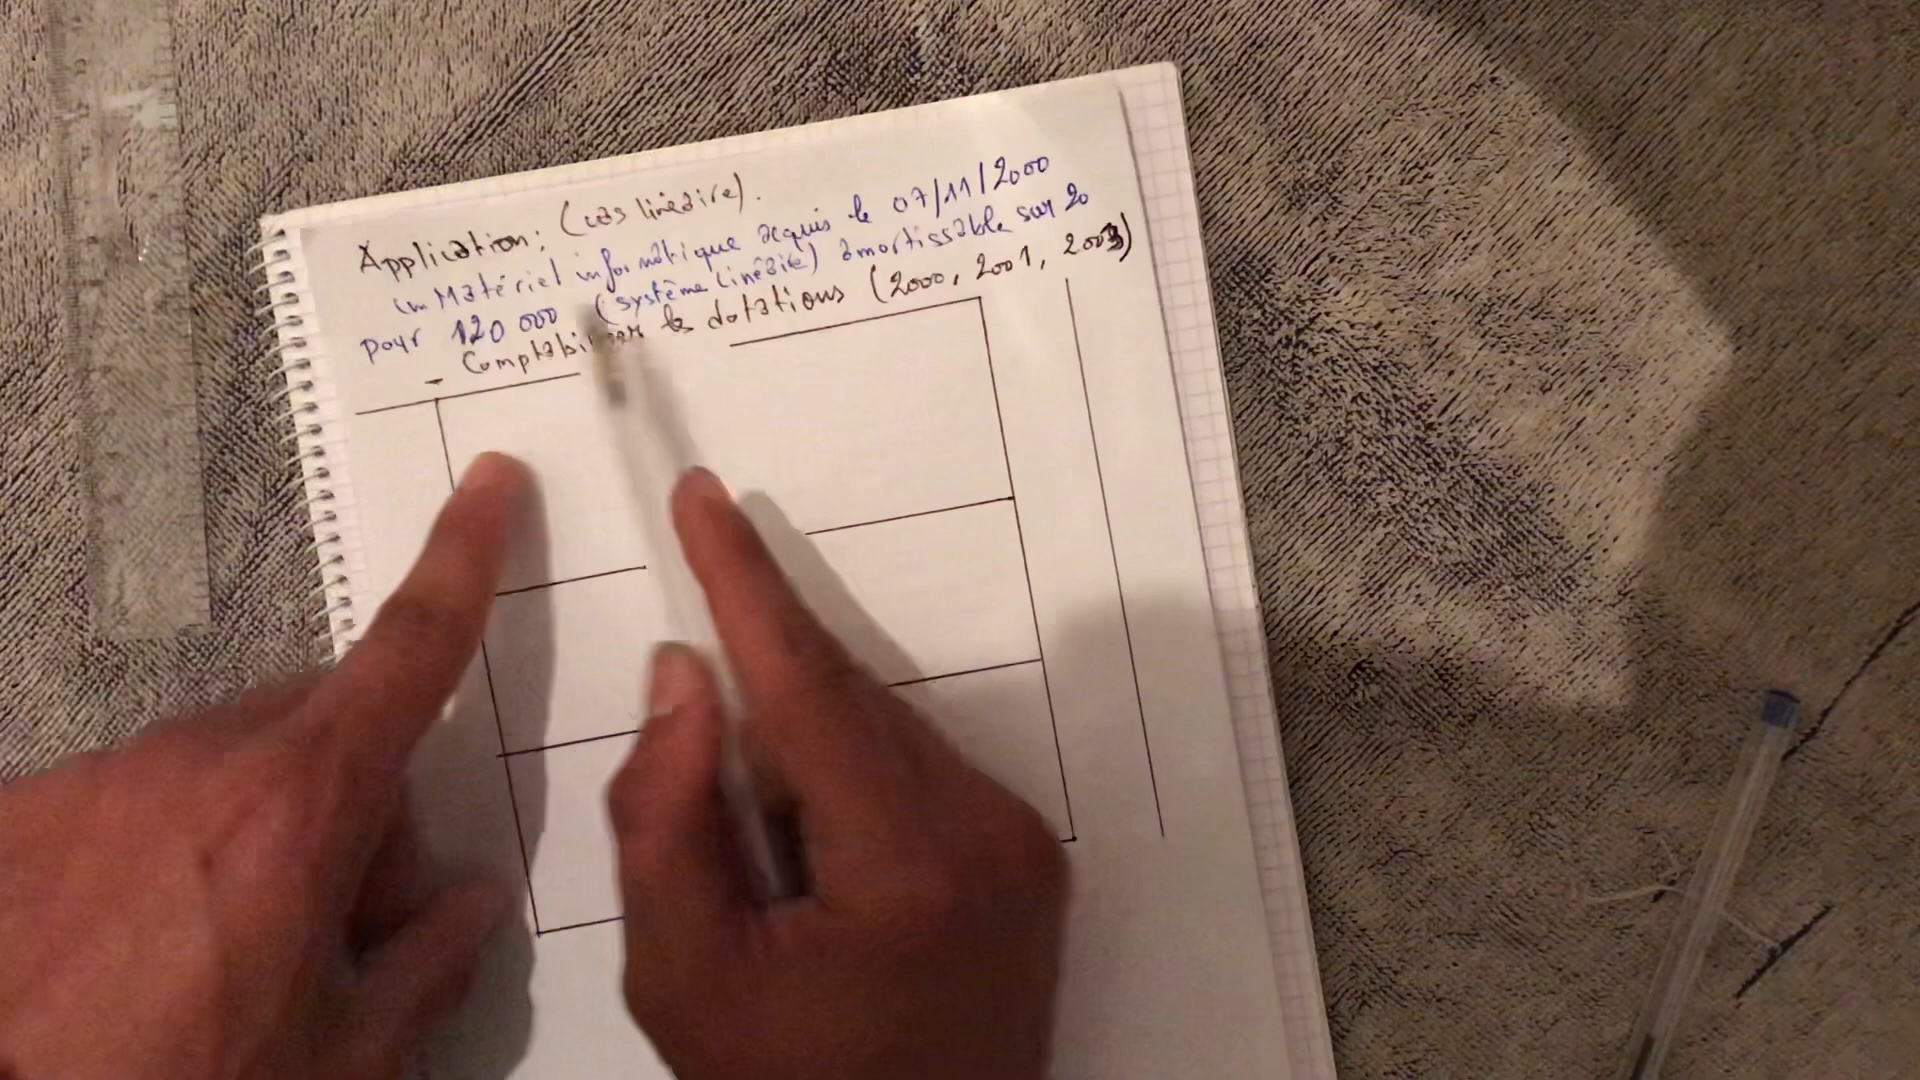 Application : (cas linéaire).
un Matériel informatique acquis le 07/11/2000
pour 120 000 (système linéaire) amortissable sur 20
- Comptabiliser les dotations (2000, 2001, 2003)